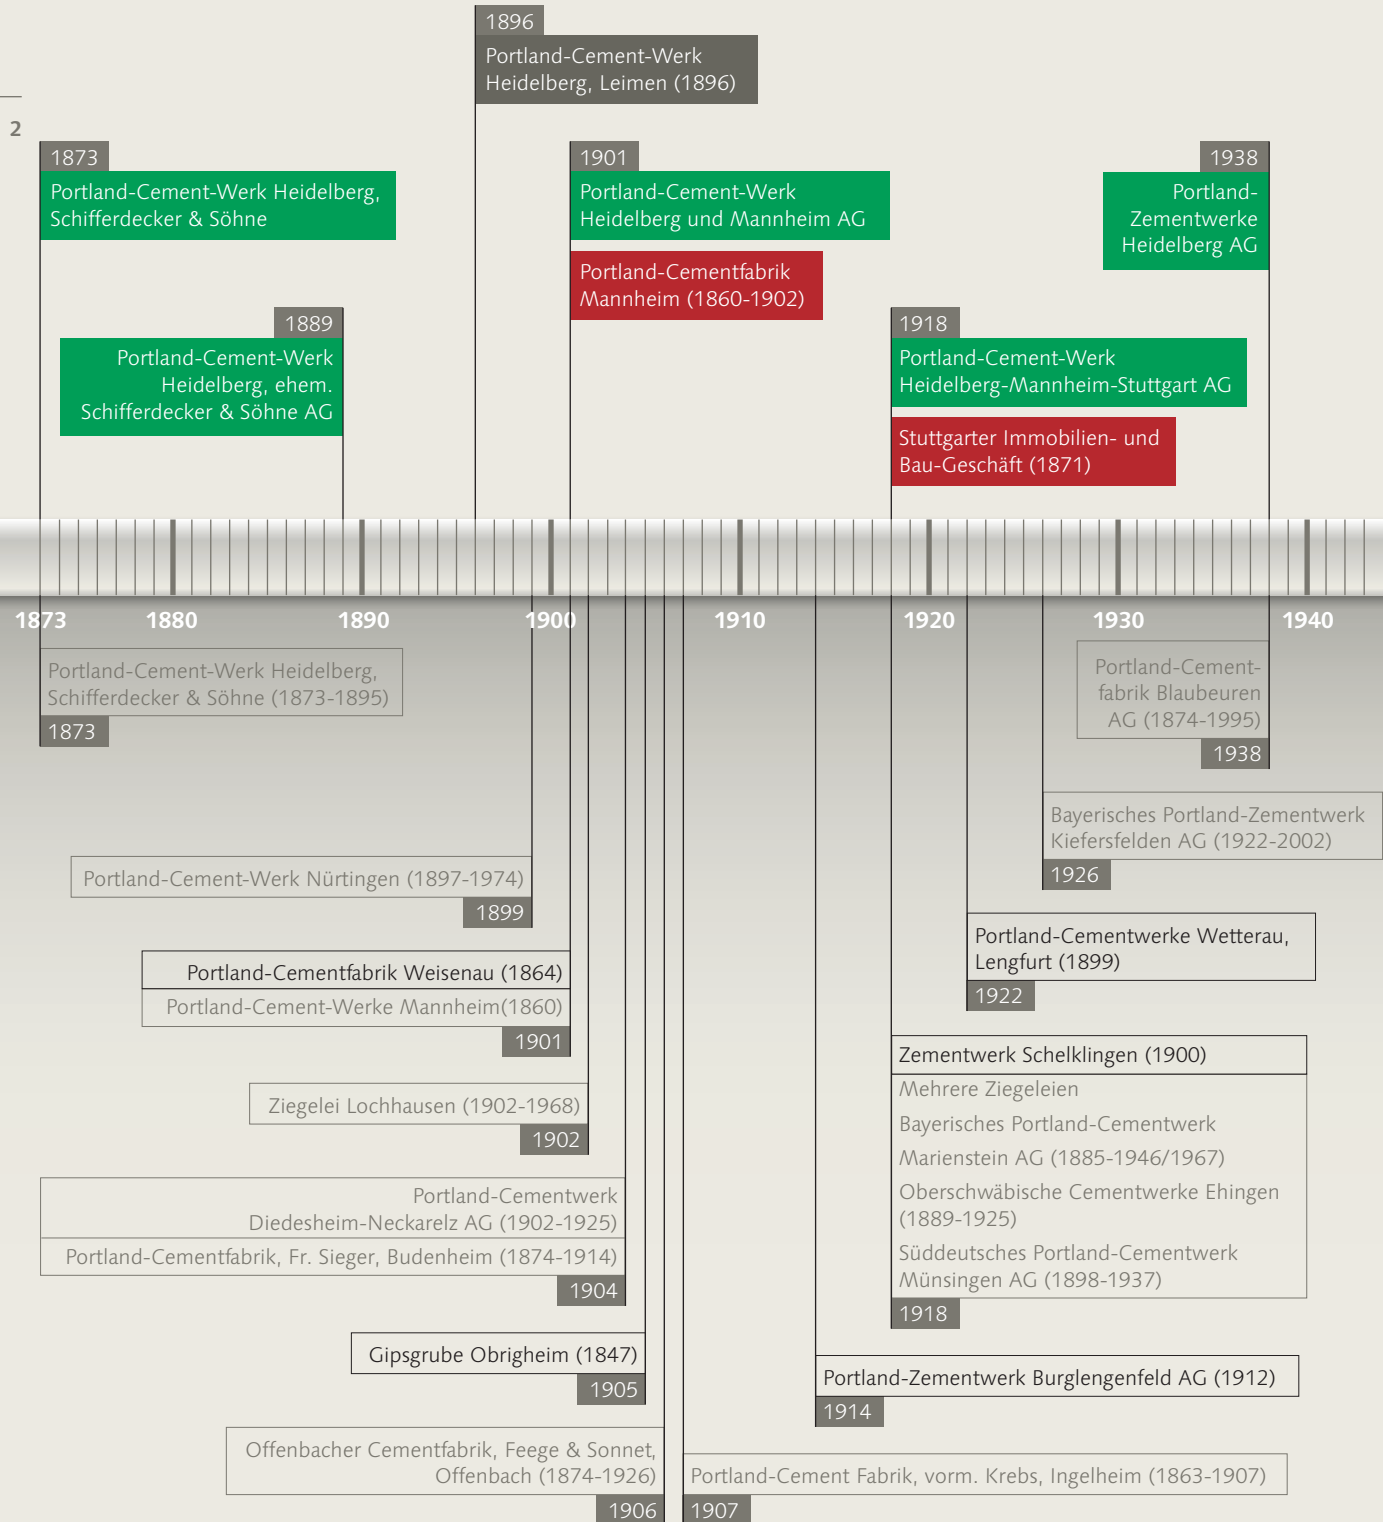 1896
Portland-Cement-Werk
Heidelberg, Leimen (1896)
2
1873
Portland-Cement-Werk Heidelberg,
Schifferdecker & Söhne
1901
Portland-Cement-Werk
Heidelberg und Mannheim AG
Portland-Cementfabrik
Mannheim (1860-1902)
1938
Portland-
Zementwerke
Heidelberg AG
1889
Portland-Cement-Werk
Heidelberg, ehem.
Schifferdecker & Söhne AG
1918
Portland-Cement-Werk
Heidelberg-Mannheim-Stuttgart AG
Stuttgarter Immobilien- und
Bau-Geschäft (1871)
1873 1880 1890 1900 1910 1920 1930 1940
Portland-Cement-Werk Heidelberg,
Schifferdecker & Söhne (1873-1895)
1873
Portland-Cement-
fabrik Blaubeuren
AG (1874-1995)
1938
Bayerisches Portland-Zementwerk
Kiefersfelden AG (1922-2002)
1926
Portland-Cement-Werk Nürtingen (1897-1974)
1899
Portland-Cementwerke Wetterau,
Lengfurt (1899)
1922
Portland-Cementfabrik Weisenau (1864)
Portland-Cement-Werke Mannheim(1860)
1901
Zementwerk Schelklingen (1900)
Mehrere Ziegeleien
Bayerisches Portland-Cementwerk
Marienstein AG (1885-1946/1967)
Oberschwäbische Cementwerke Ehingen
(1889-1925)
Süddeutsches Portland-Cementwerk
Münsingen AG (1898-1937)
1918
Ziegelei Lochhausen (1902-1968)
1902
Portland-Cementwerk
Diedesheim-Neckarelz AG (1902-1925)
Portland-Cementfabrik, Fr. Sieger, Budenheim (1874-1914)
1904
Gipsgrube Obrigheim (1847)
1905
Portland-Zementwerk Burglengenfeld AG (1912)
1914
Offenbacher Cementfabrik, Feege & Sonnet,
Offenbach (1874-1926)
1906
Portland-Cement Fabrik, vorm. Krebs, Ingelheim (1863-1907)
1907